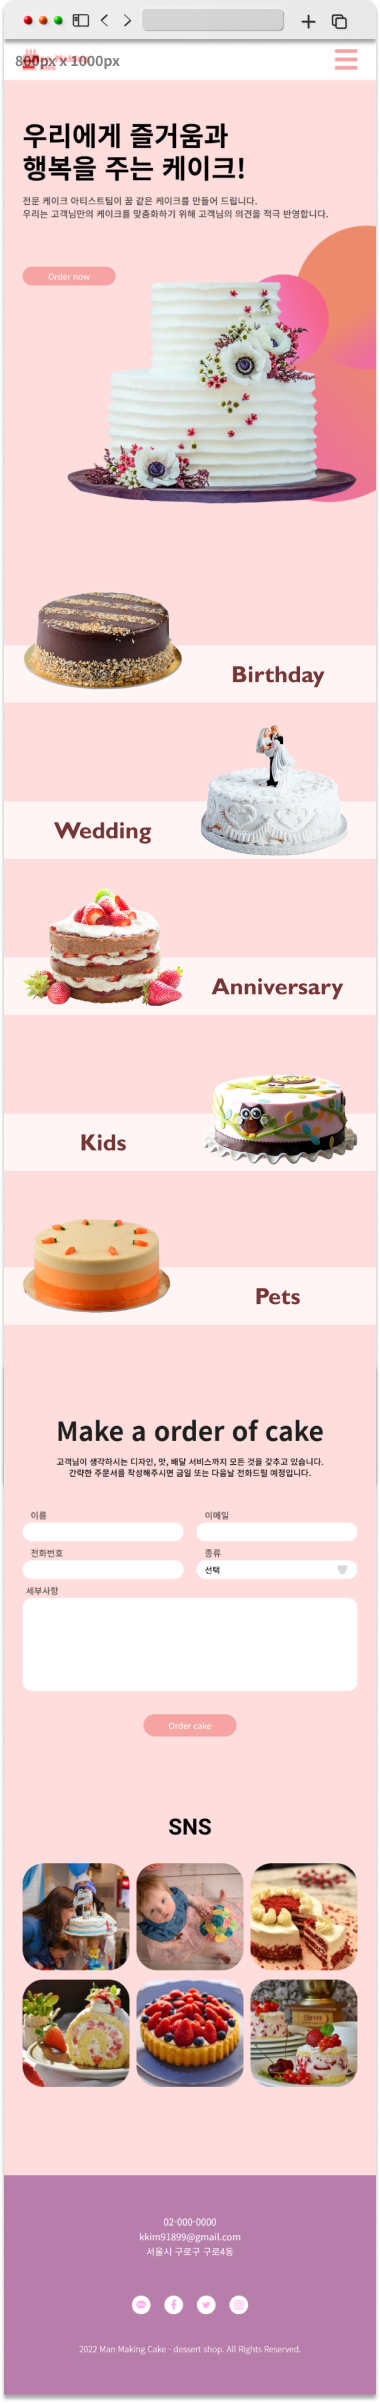 800px x 1000px
우리에게 즐거움과
행복을 주는 케이크!
전문 케이크 아티스트팀이 꿈 같은 케이크를 만들어 드립니다.
우리는 고객님만의 케이크를 맞춤화하기 위해 고객님의 의견을 적극 반영합니다.
Order now
Birthday
Wedding
Anniversary
Kids
Pets
Make a order of cake
고객님이 생각하시는 디자인, 맛, 배달 서비스까지 모든 것을 갖추고 있습니다.
간략한 주문서를 작성해주시면 금일 또는 다음날 전화드릴 예정입니다.
이름 이메일
전화번호 종류
선택
세부사항
Order cake
SNS
COFFEE
02-000-0000
kkim91899@gmail.com
서울시 구로구 구로4동
2022 Man Making Cake - dessert shop. All Rights Reserved.